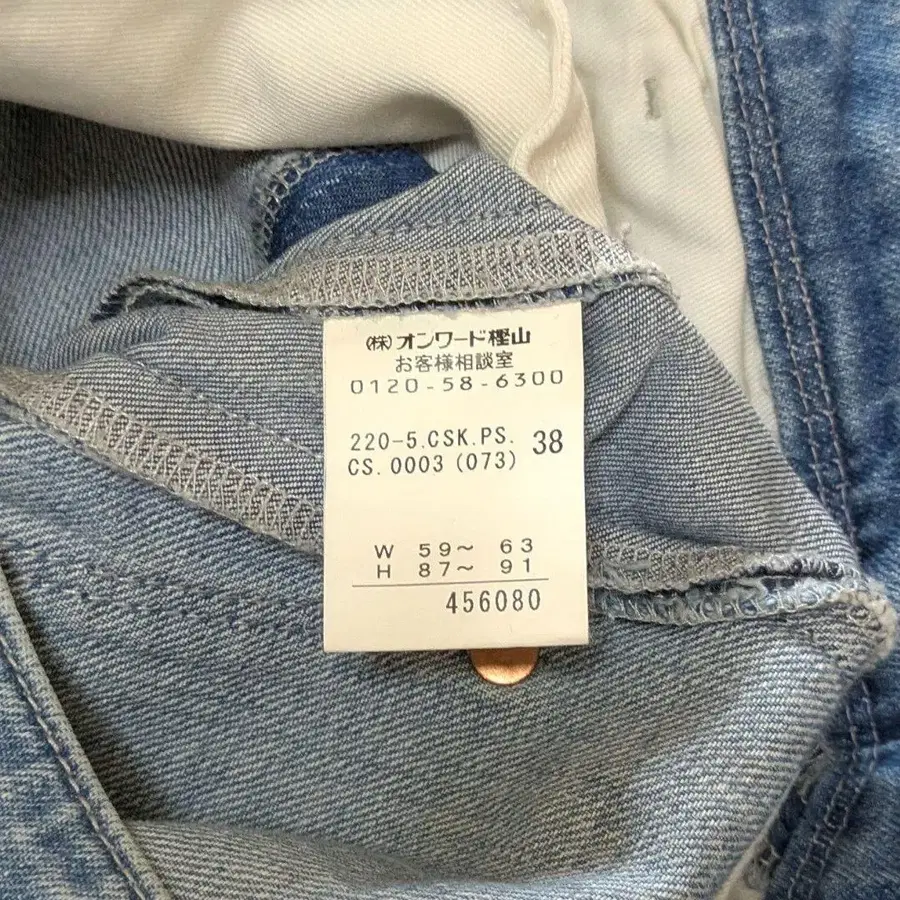 (株)オンワード樫山
お客様相談室
0120-58-6300
220-5.CSK.PS. 38
CS.0003(073)
W 59~ 63
H 87~ 91
456080